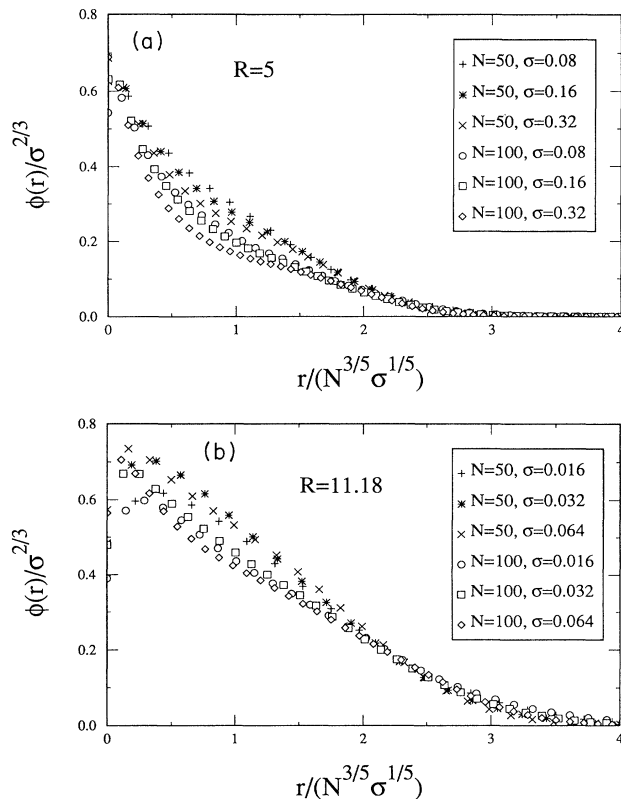 (a)
R=5
N=50, σ=0.08
N=50, σ=0.16
N=50, σ=0.32
N=100, σ=0.08
N=100, σ=0.16
N=100, σ=0.32
ϕ(r)/σ^{2/3}
0.8
0.6
0.4
0.2
0.0
0 1 2 3 4
r/(N^{3/5} σ^{1/5})
(b)
R=11.18
N=50, σ=0.016
N=50, σ=0.032
N=50, σ=0.064
N=100, σ=0.016
N=100, σ=0.032
N=100, σ=0.064
ϕ(r)/σ^{2/3}
0.8
0.6
0.4
0.2
0.0
0 1 2 3 4
r/(N^{3/5} σ^{1/5})